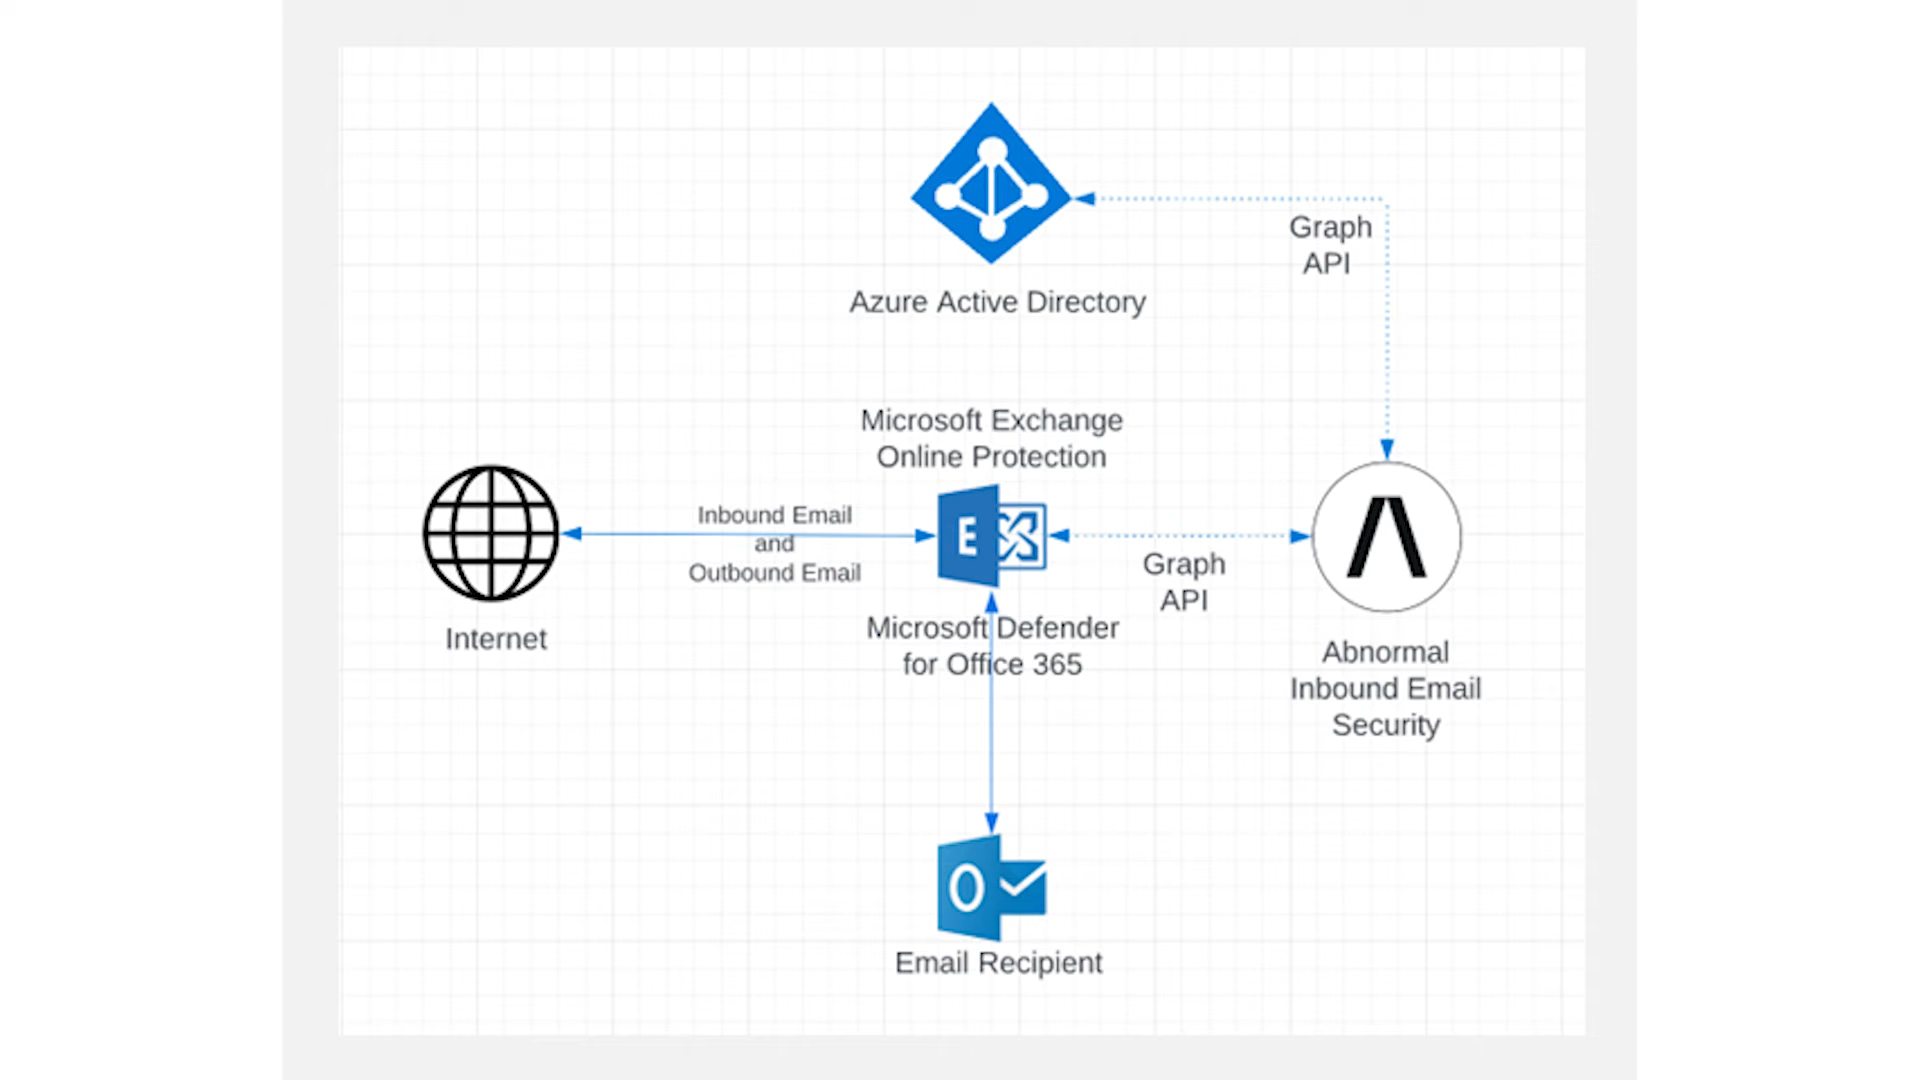 Graph
API
Azure Active Directory
Microsoft Exchange
Online Protection
Inbound Email
and
Outbound Email
E
Graph
API
Internet
Microsoft Defender
for Office 365
Abnormal
Inbound Email
Security
O
Email Recipient